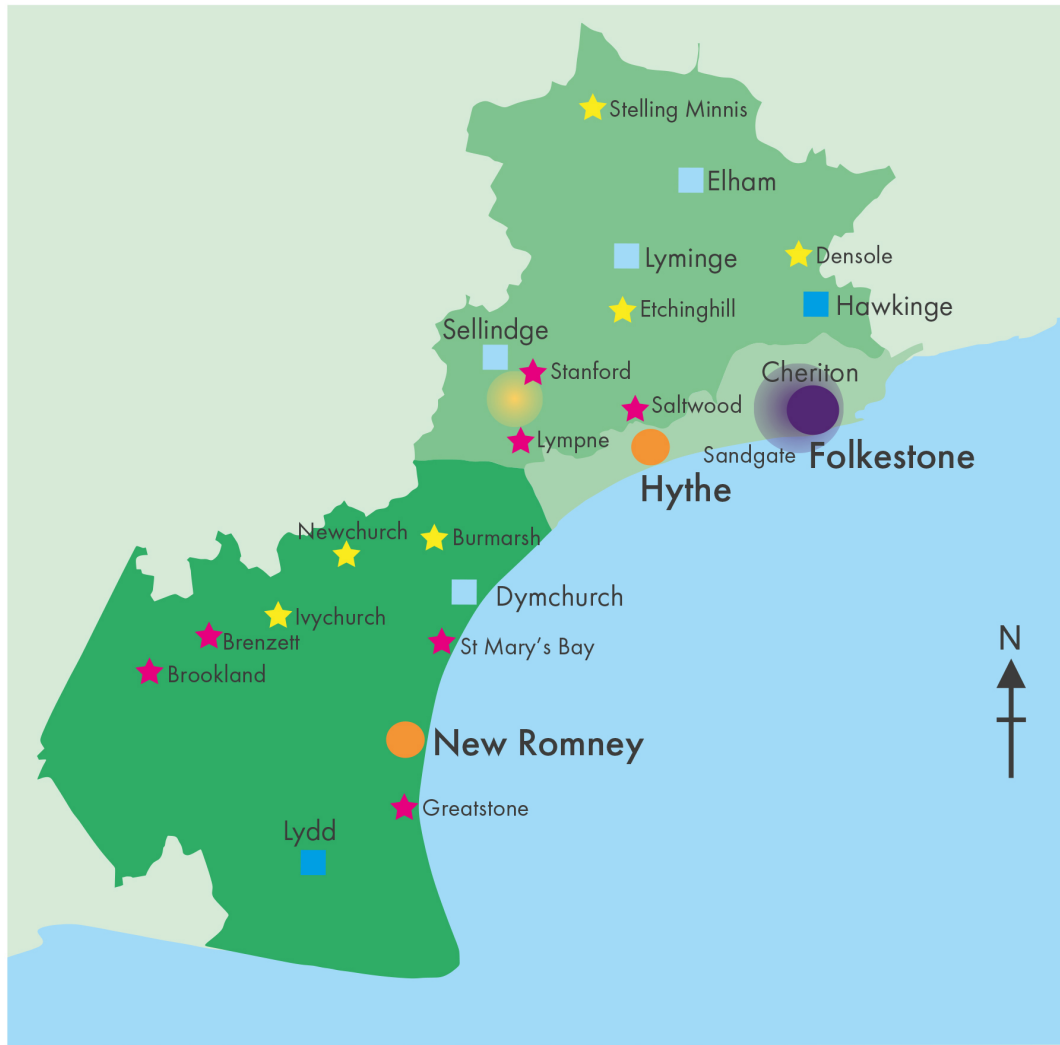 Stelling Minnis
Elham
Lyminge
Densole
Etchinghill
Hawkinge
Sellindge
Stanford
Cheriton
Saltwood
Lympne
Sandgate
Folkestone
Hythe
Newchurch
Burmarsh
Dymchurch
Ivychurch
Brenzett
St Mary's Bay
Brookland
N
New Romney
Greatstone
Lydd